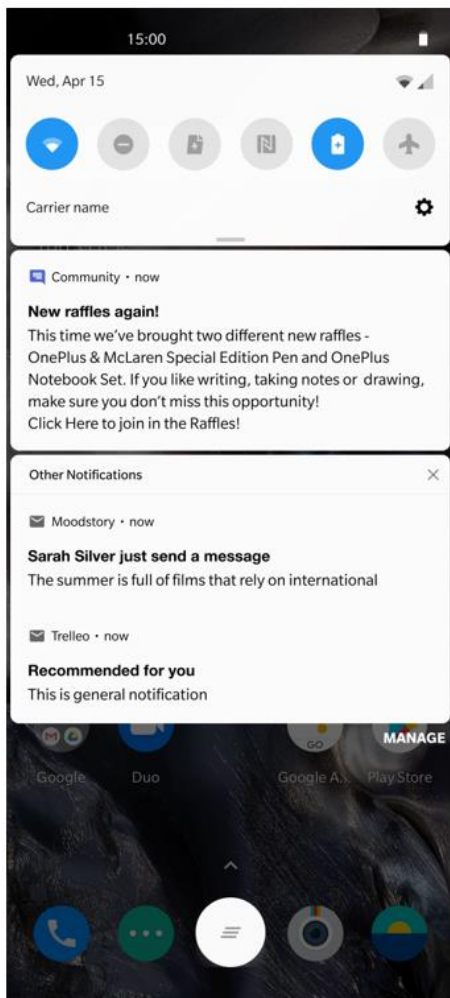 15:00
Wed, Apr 15
Carrier name
Community • now
New raffles again!
This time we've brought two different new raffles -
OnePlus & McLaren Special Edition Pen and OnePlus
Notebook Set. If you like writing, taking notes or drawing,
make sure you don't miss this opportunity!
Click Here to join in the Raffles!
Other Notifications
Moodstory • now
Sarah Silver just send a message
The summer is full of films that rely on international
Trelleo • now
Recommended for you
This is general notification
GO
MANAGE
Google
Duo
Google A...
Play Store